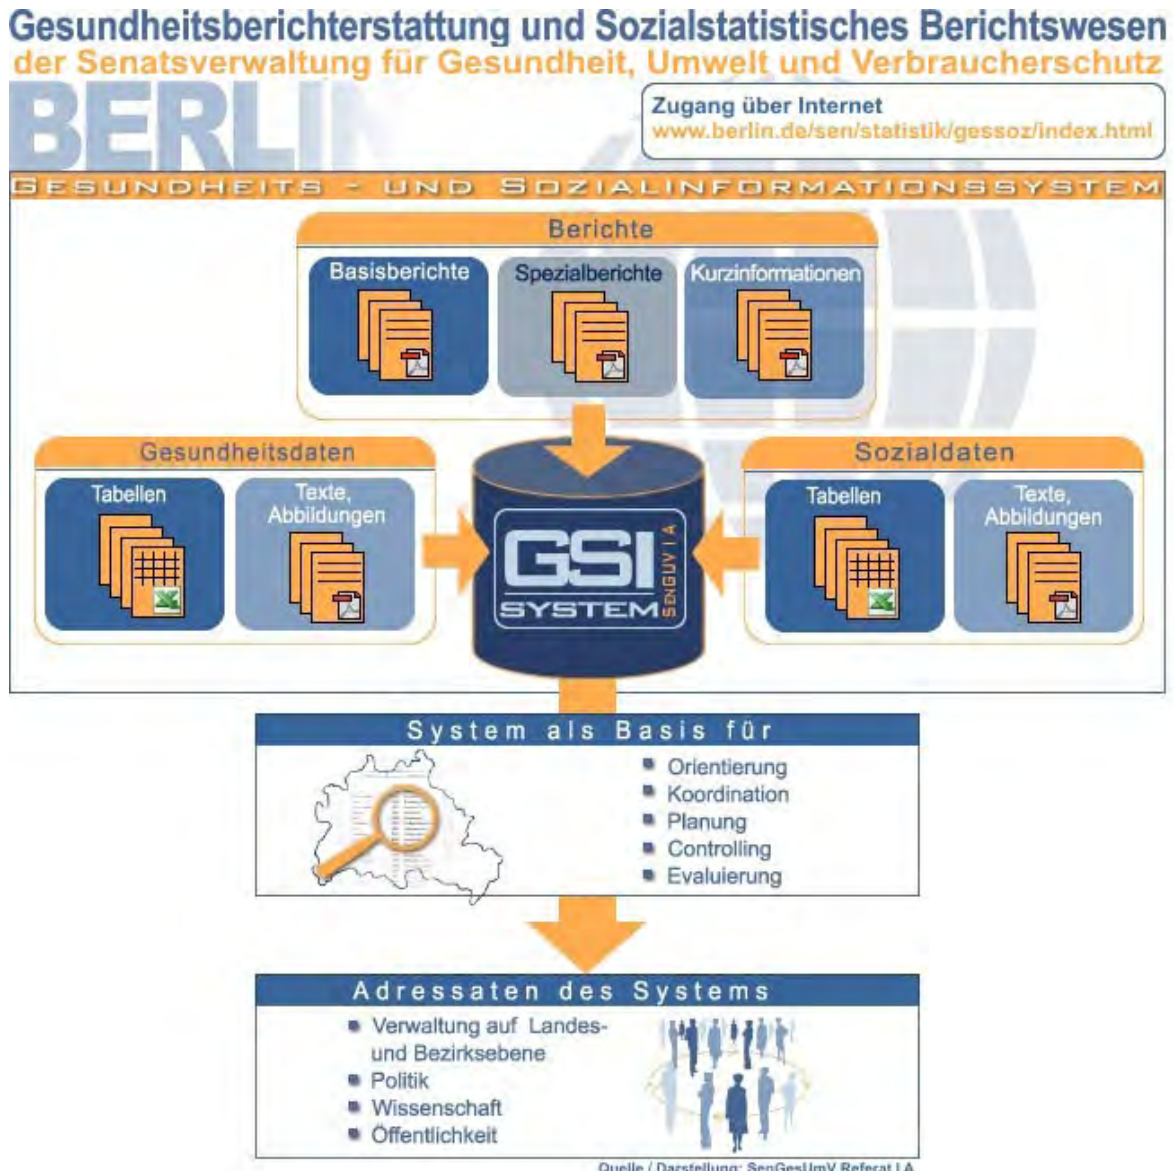 Gesundheitsberichterstattung und Sozialstatistisches Berichtswesen
der Senatsverwaltung für Gesundheit, Umwelt und Verbraucherschutz
BERLIN
Zugang über Internet
www.berlin.de/sen/statistik/gessoz/index.html
GESUNDHEITS - UND SOZIALINFORMATIONSSYSTEM
Berichte
Basisberichte
Spezialberichte
Kurzinformationen
Gesundheitsdaten
Tabellen
Texte,
Abbildungen
GSI
SYSTEM
SENGUV I A
Sozialdaten
Tabellen
Texte,
Abbildungen
System als Basis für
Orientierung
Koordination
Planung
Controlling
Evaluierung
Adressaten des Systems
Verwaltung auf Landes-
und Bezirksebene
Politik
Wissenschaft
Öffentlichkeit
Quelle / Darstellung: SenGesUmV Referat I A